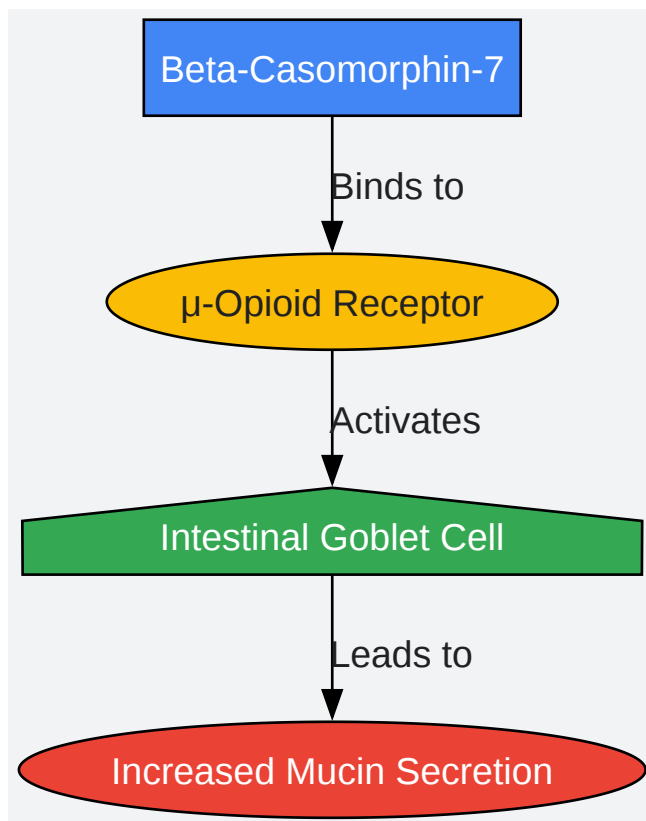 Beta-Casomorphin-7
Binds to
μ-Opioid Receptor
Activates
Intestinal Goblet Cell
Leads to
Increased Mucin Secretion